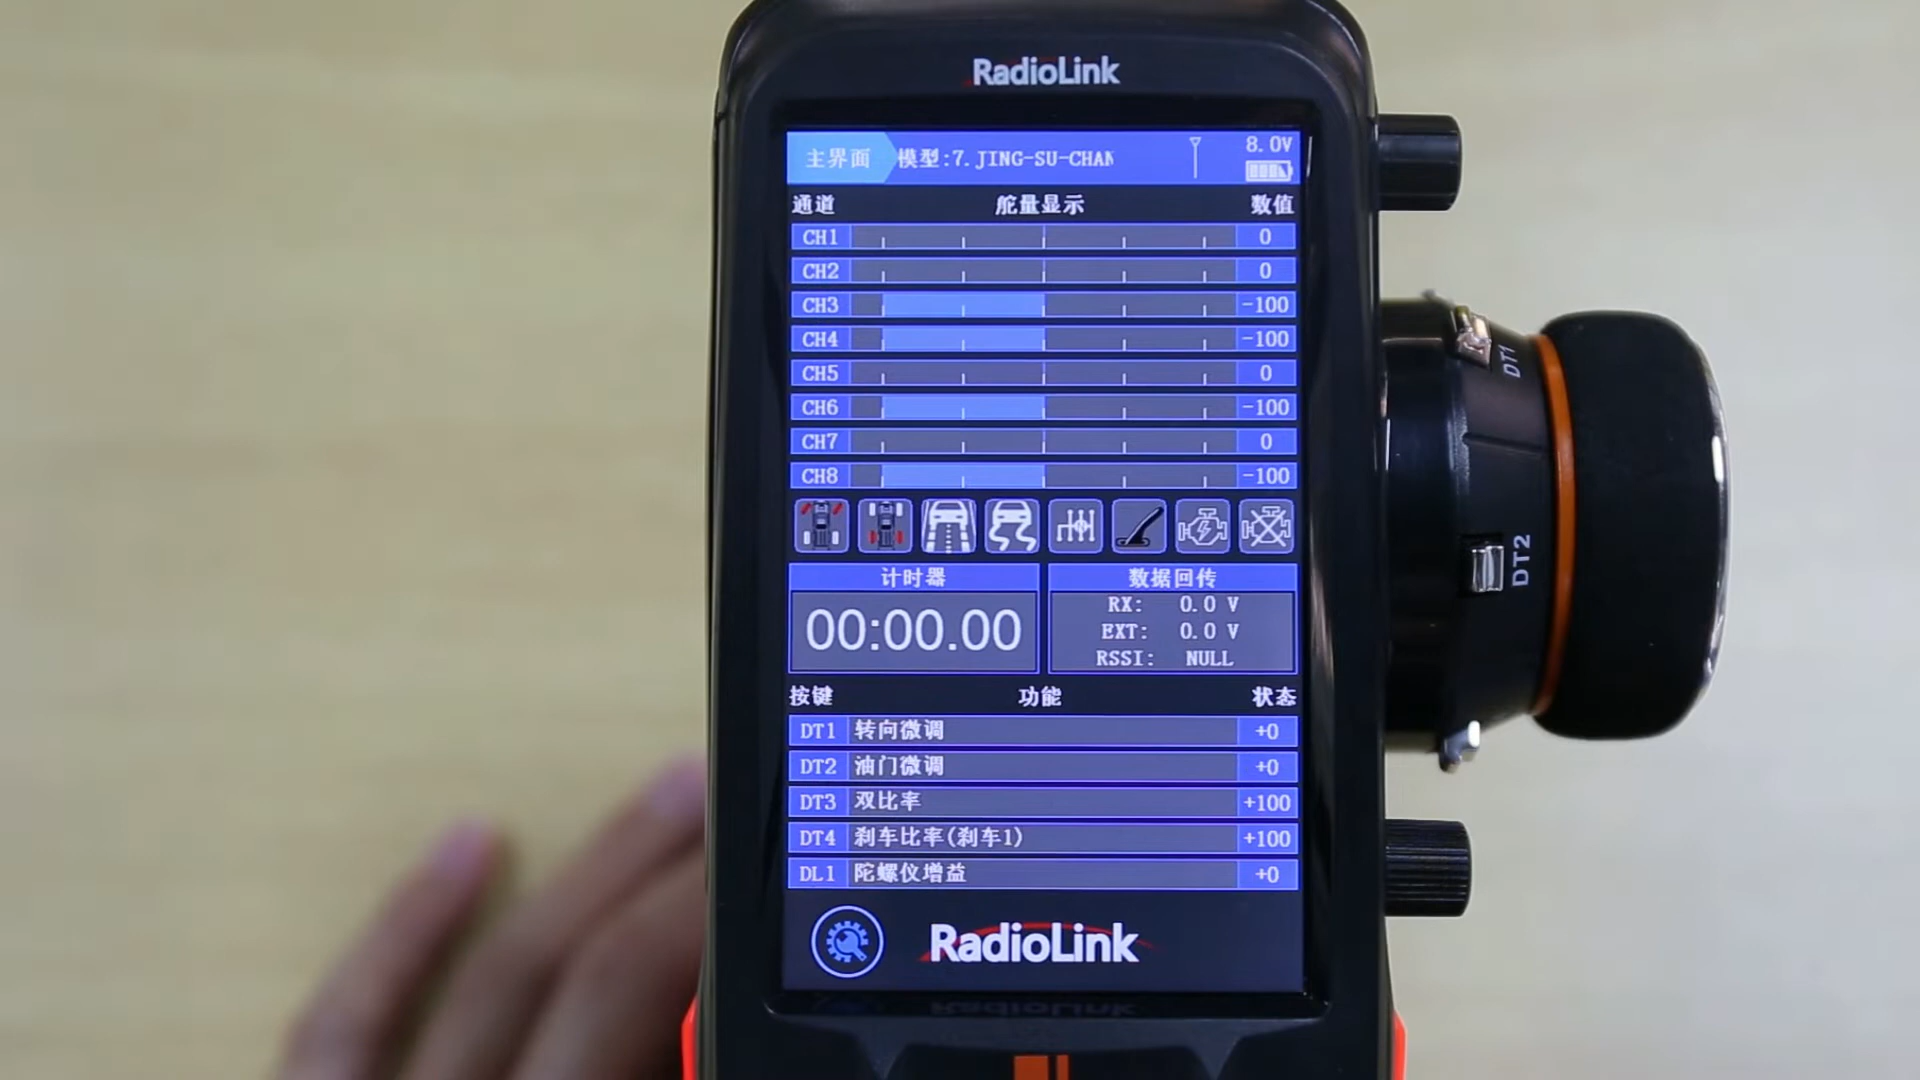 RadioLink
主界面 模型:7.JING-SU-CHAN 8.0V
通道 舵量显示 数值
CH1 0
CH2 0
CH3 -100
CH4 -100
CH5 0
CH6 -100
CH7 0
CH8 -100
计时器 数据回传
00:00.00
RX: 0.0 V
EXT: 0.0 V
RSSI: NULL
按键 功能 状态
DT1 转向微调 +0
DT2 油门微调 +0
DT3 双比率 +100
DT4 刹车比率(刹车1) +100
DL1 陀螺仪增益 +0
RadioLink
DT1
DT2